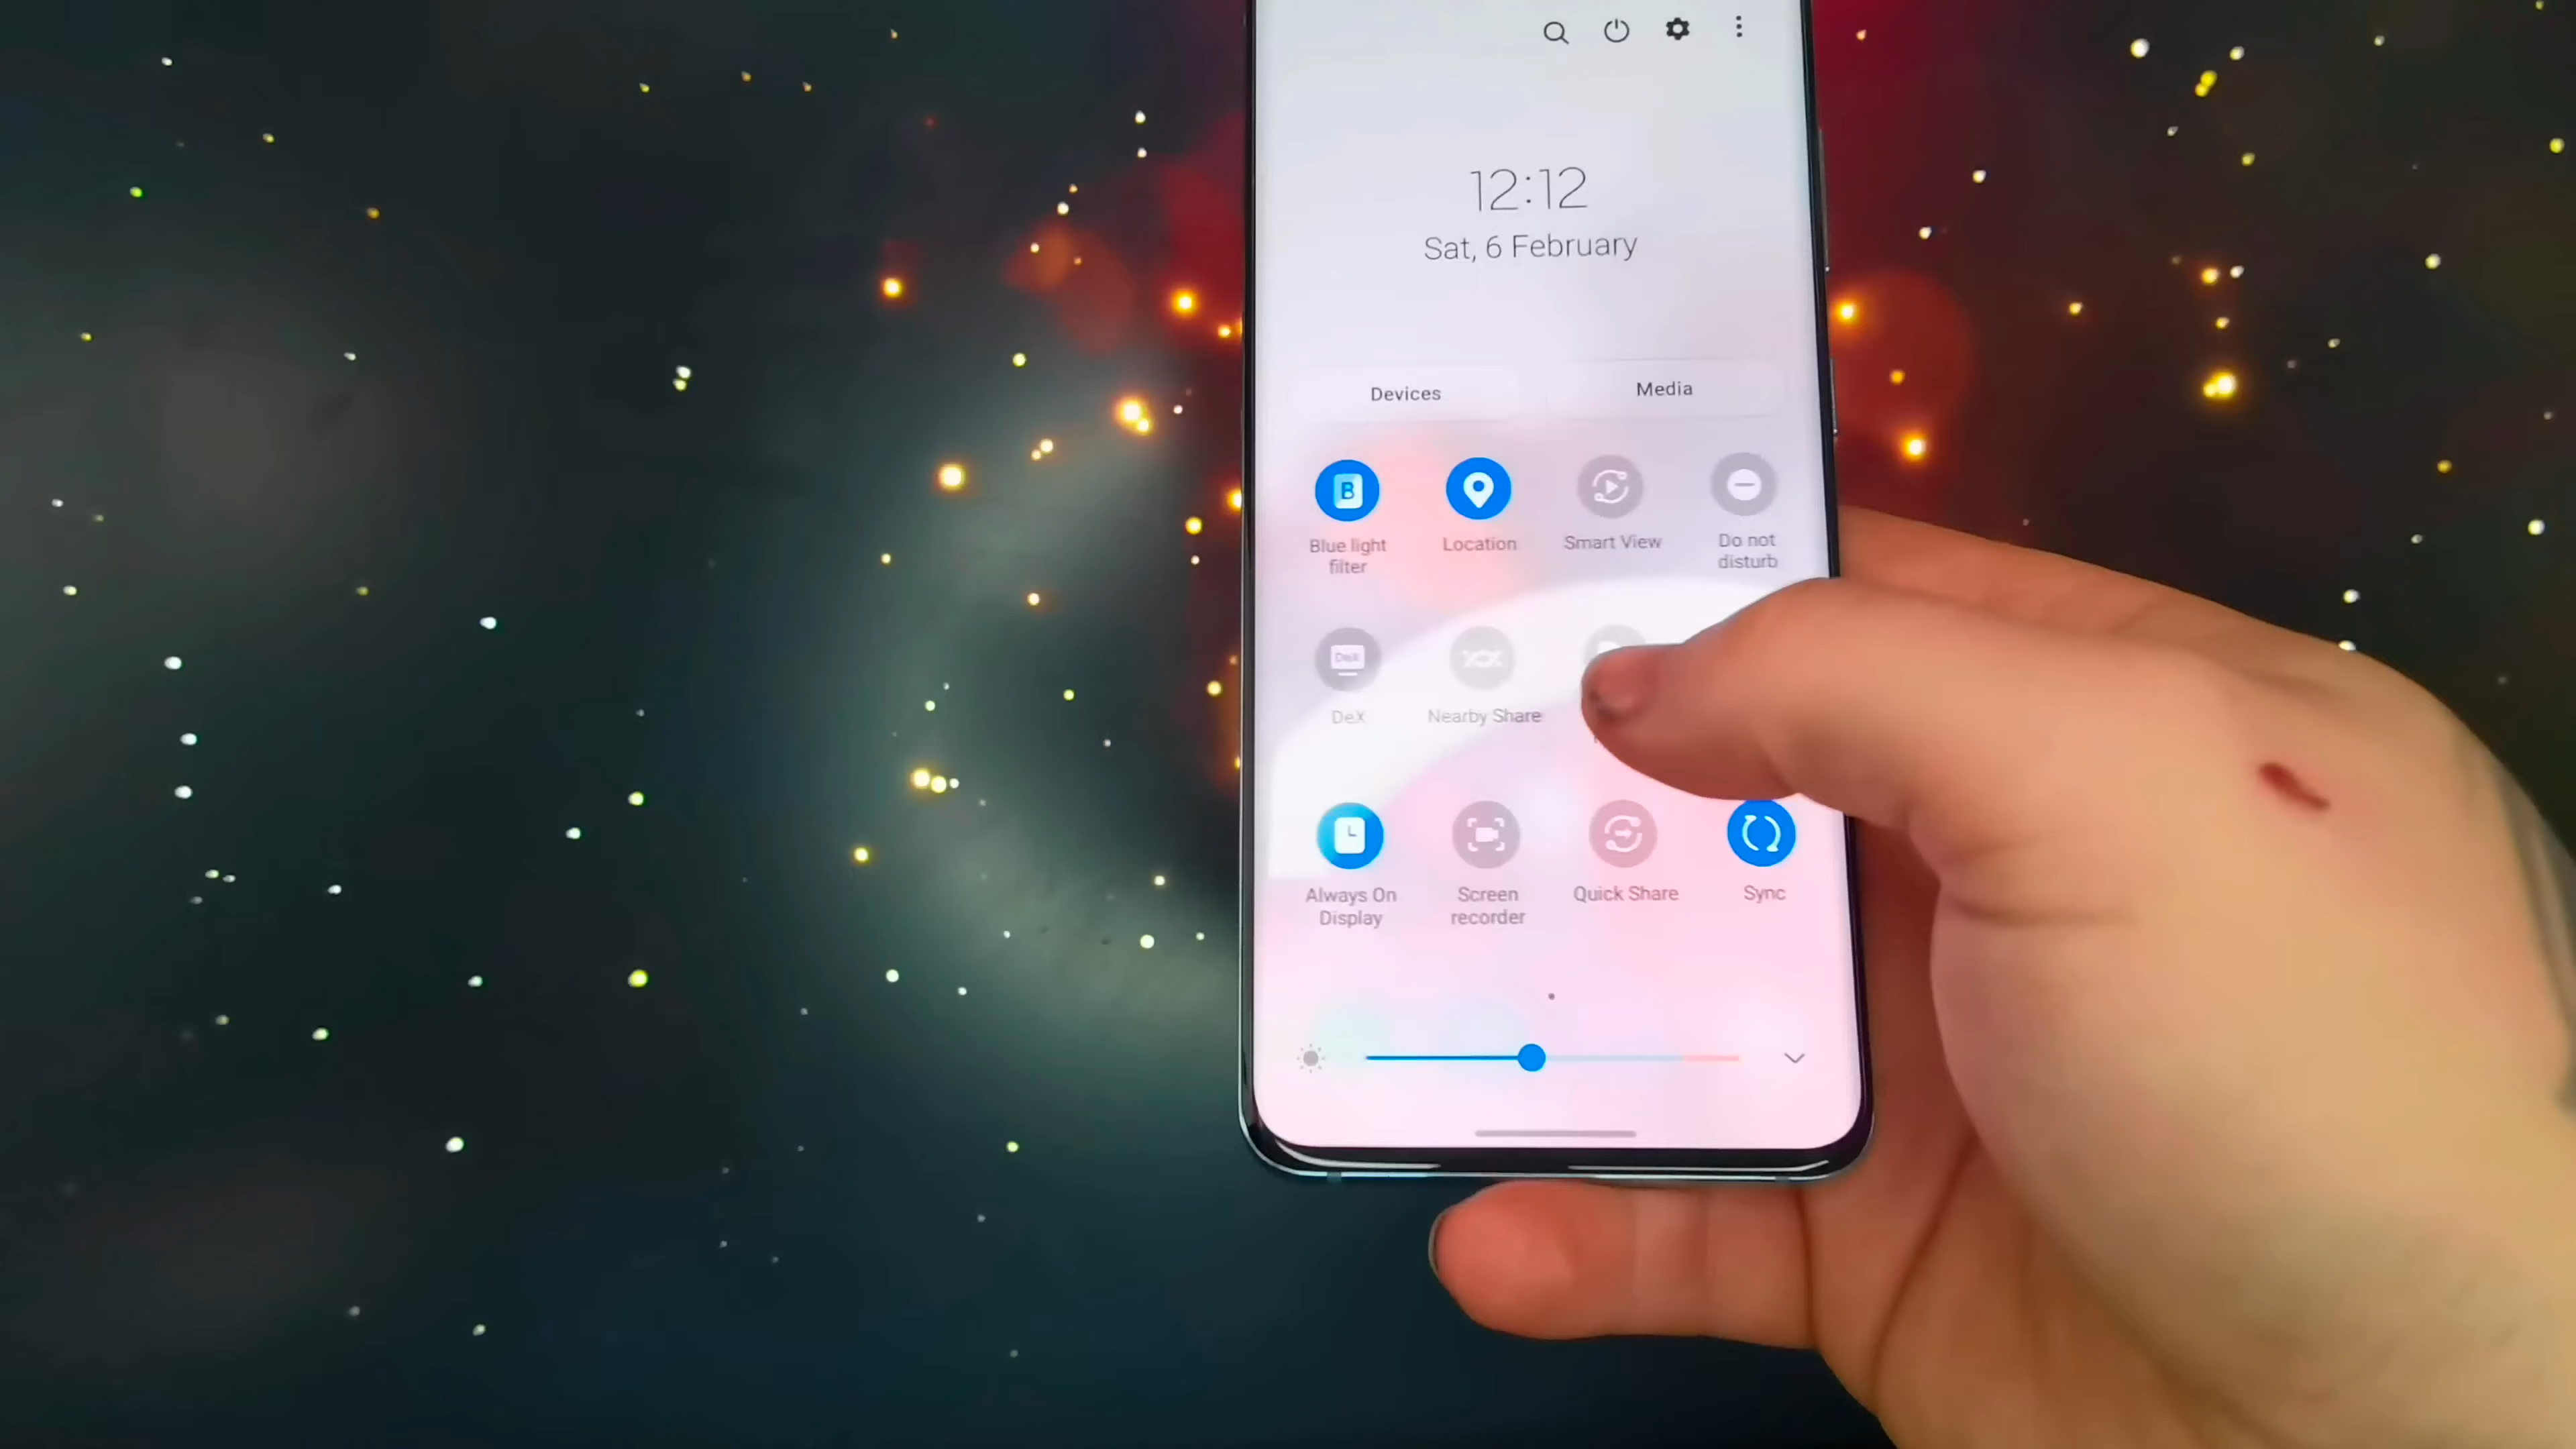 12:12
Sat, 6 February
Devices Media
B
Blue light
filter
Location
Smart View
Do not
disturb
DeX
DeX
Nearby Share
Always On
Display
Screen
recorder
Quick Share
Sync